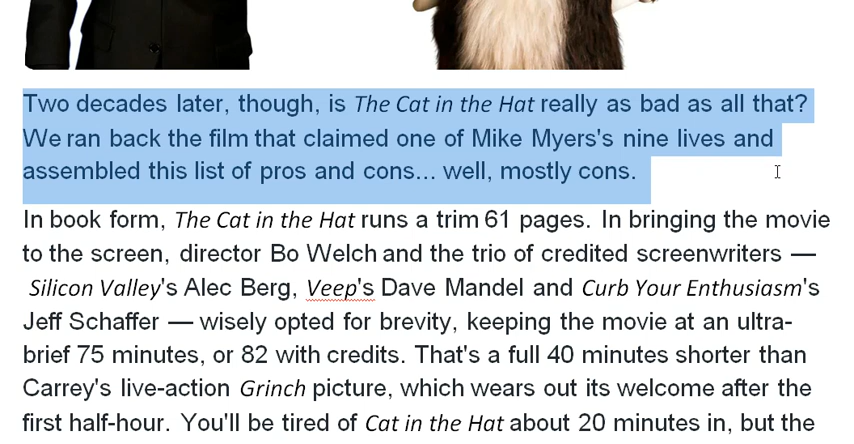 Two decades later, though, is The Cat in the Hat really as bad as all that?
We ran back the film that claimed one of Mike Myers's nine lives and
assembled this list of pros and cons... well, mostly cons.
In book form, The Cat in the Hat runs a trim 61 pages. In bringing the movie
to the screen, director Bo Welch and the trio of credited screenwriters —
Silicon Valley's Alec Berg, Veep's Dave Mandel and Curb Your Enthusiasm's
Jeff Schaffer — wisely opted for brevity, keeping the movie at an ultra-
brief 75 minutes, or 82 with credits. That's a full 40 minutes shorter than
Carrey's live-action Grinch picture, which wears out its welcome after the
first half-hour. You'll be tired of Cat in the Hat about 20 minutes in, but the